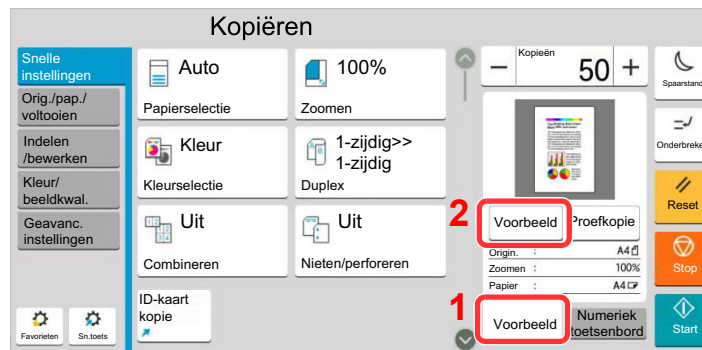 Kopiëren
Snelle
instellingen
Orig./pap./
voltooien
Indelen
/bewerken
Kleur/
beeldkwal.
Geavanc.
instellingen
Favorieten
Sn.toets
Auto
Papierselectie
100%
Zoomen
Kleur
Kleurselectie
1-zijdig>>
1-zijdig
Duplex
Uit
Combineren
Uit
Nieten/perforeren
ID-kaart
kopie
Kopieën
− 50 +
2
Voorbeeld
Proefkopie
Origin. : A4
Zoomen : 100%
Papier : A4
1
Voorbeeld
Numeriek
toetsenbord
Spaarstand
Onderbreke
Reset
Stop
Start